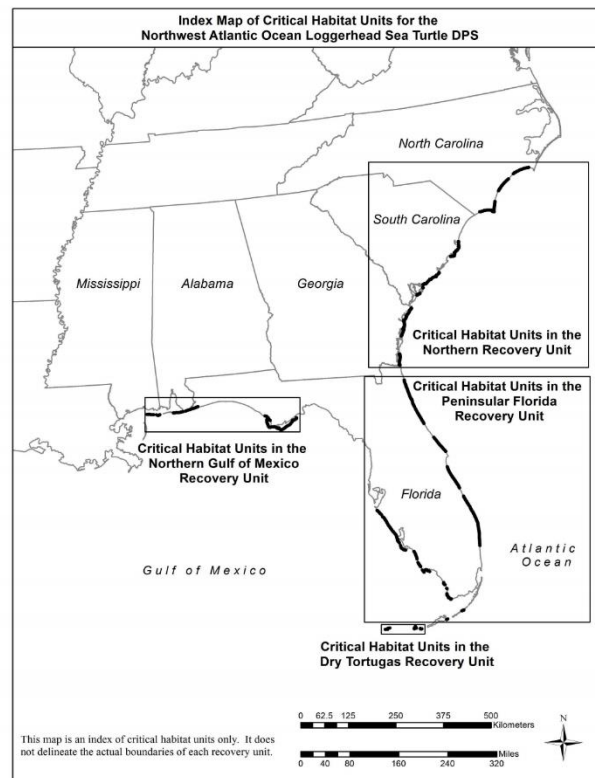 Index Map of Critical Habitat Units for the
Northwest Atlantic Ocean Loggerhead Sea Turtle DPS
North Carolina
South Carolina
Mississippi
Alabama
Georgia
Critical Habitat Units in the
Northern Recovery Unit
Critical Habitat Units in the
Peninsular Florida
Recovery Unit
Critical Habitat Units in the
Northern Gulf of Mexico
Recovery Unit
Florida
Atlantic
Ocean
Gulf of Mexico
Critical Habitat Units in the
Dry Tortugas Recovery Unit
This map is an index of critical habitat units only. It does
not delineate the actual boundaries of each recovery unit.
0 62.5 125 250 375 500
Kilometers
Miles
0 40 80 160 240 320
N